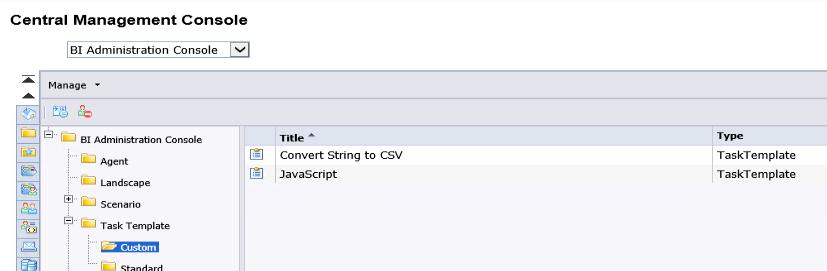 Central Management Console
BI Administration Console
Manage
BI Administration Console
Title
Type
Agent
Convert String to CSV
TaskTemplate
Landscape
JavaScript
TaskTemplate
Scenario
Task Template
Custom
Standard